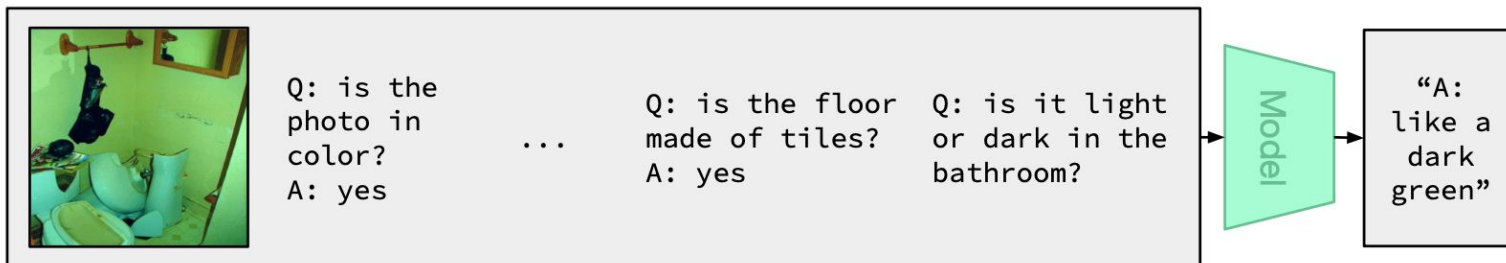 Q: is the
photo in
color?
A: yes
...
Q: is the floor
made of tiles?
A: yes
Q: is it light
or dark in the
bathroom?
Model
“A:
like a
dark
green”